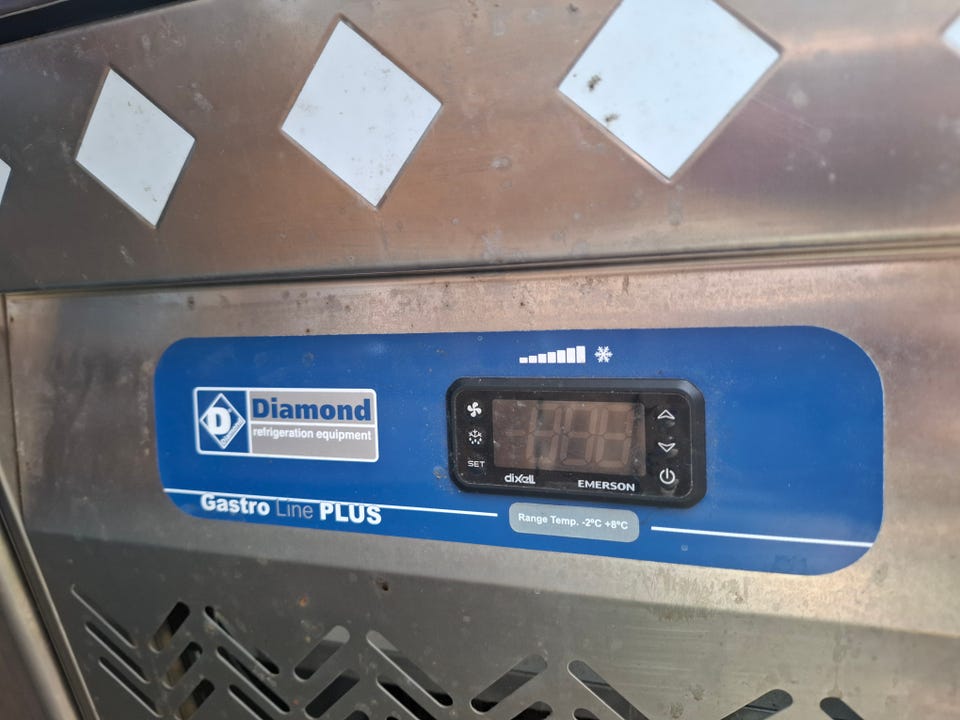 D
Diamond
refrigeration equipment
SET
dixell
EMERSON
Gastro Line PLUS
Range Temp. -2°C +8°C